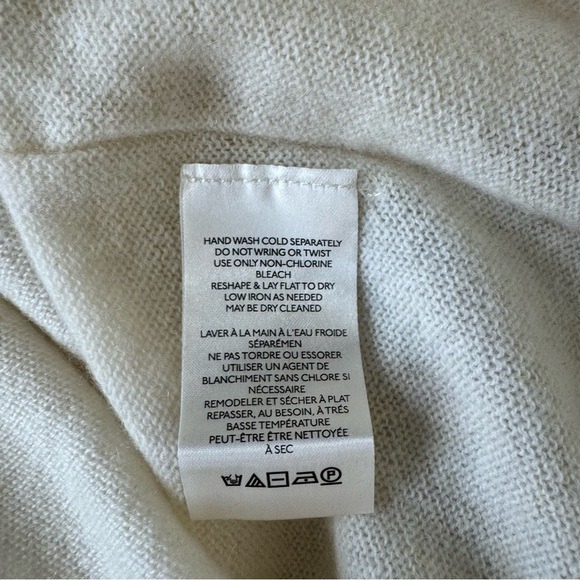 HAND WASH COLD SEPARATELY
DO NOT WRING OR TWIST
USE ONLY NON-CHLORINE
BLEACH
RESHAPE & LAY FLAT TO DRY
LOW IRON AS NEEDED
MAY BE DRY CLEANED
LAVER À LA MAIN À L'EAU FROIDE
SÉPARÉMEN
NE PAS TORDRE OU ESSORER
UTILISER UN AGENT DE
BLANCHIMENT SANS CHLORE SI
NÉCESSAIRE
REMODELER ET SÉCHER À PLAT
REPASSER, AU BESOIN, À TRÉS
BASSE TEMPÉRATURE
PEUT-ÊTRE ÊTRE NETTOYÉE
À SEC